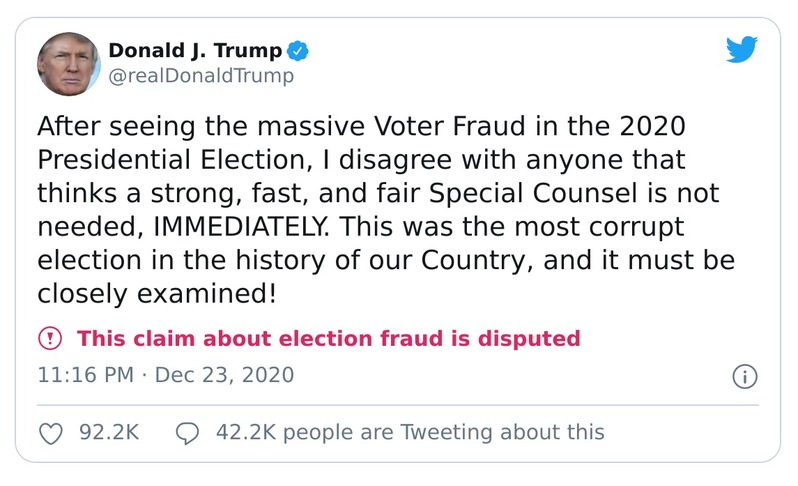 Donald J. Trump
@realDonaldTrump
After seeing the massive Voter Fraud in the 2020
Presidential Election, I disagree with anyone that
thinks a strong, fast, and fair Special Counsel is not
needed, IMMEDIATELY. This was the most corrupt
election in the history of our Country, and it must be
closely examined!
This claim about election fraud is disputed
11:16 PM · Dec 23, 2020
92.2K 42.2K people are Tweeting about this